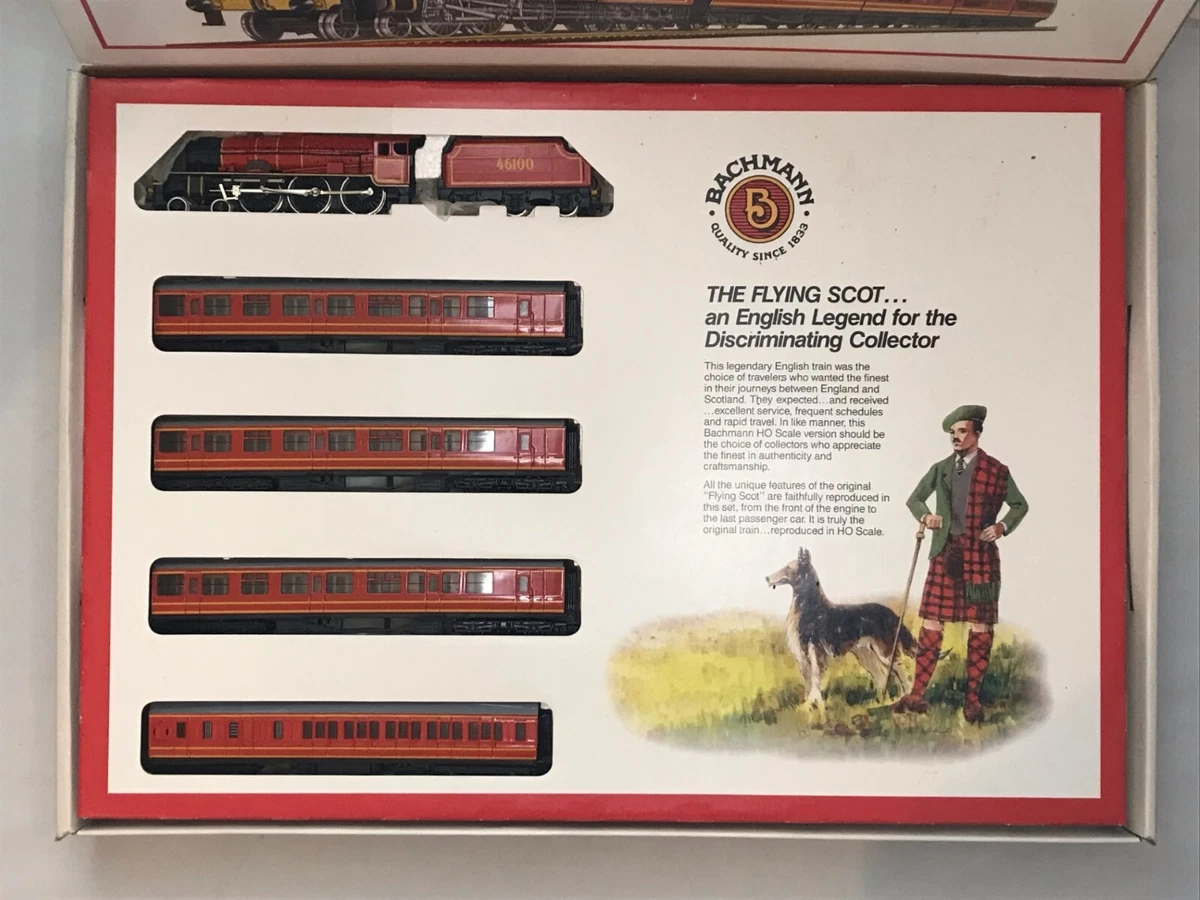 46100
BACHMANN
B
• QUALITY SINCE 1833 •
THE FLYING SCOT...
an English Legend for the
Discriminating Collector
This legendary English train was the
choice of travelers who wanted the finest
in their journeys between England and
Scotland. They expected...and received
...excellent service, frequent schedules
and rapid travel. In like manner, this
Bachmann HO Scale version should be
the choice of collectors who appreciate
the finest in authenticity and
craftsmanship.
All the unique features of the original
"Flying Scot" are faithfully reproduced in
this set, from the front of the engine to
the last passenger car. It is truly the
original train...reproduced in HO Scale.